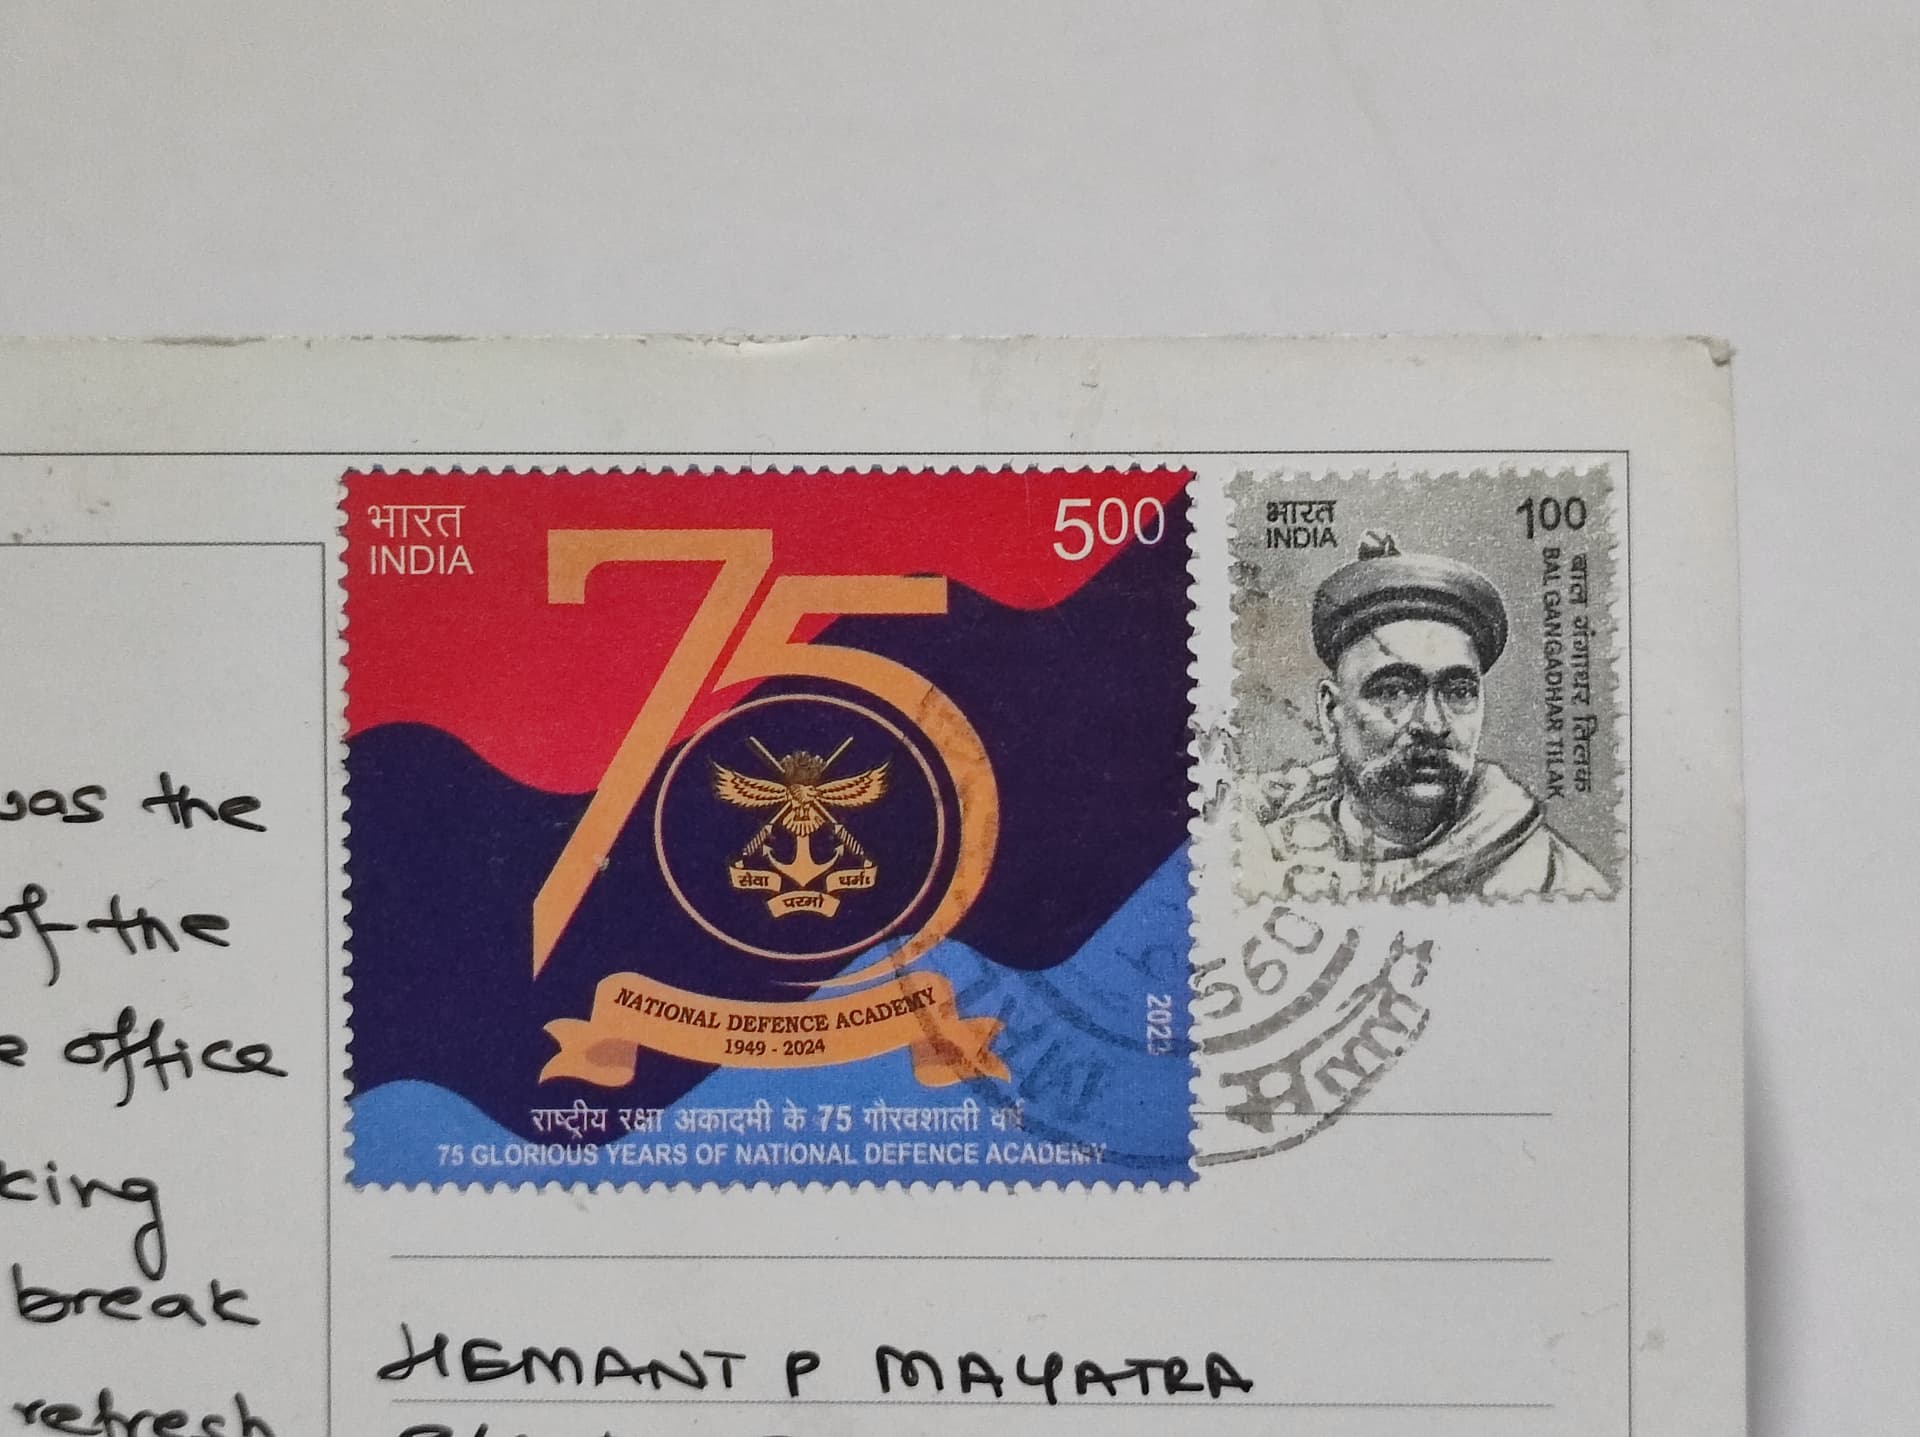 भारत
INDIA
500
75
सेवा
परमो
धर्मः
NATIONAL DEFENCE ACADEMY
1949 - 2024
राष्ट्रीय रक्षा अकादमी के 75 गौरवशाली वर्ष
75 GLORIOUS YEARS OF NATIONAL DEFENCE ACADEMY
2023
भारत
INDIA
100
बाल गंगाधर तिलक
BAL GANGADHAR TILAK
was the
of the
office
break
refresh
HEMANT P MAYATRA